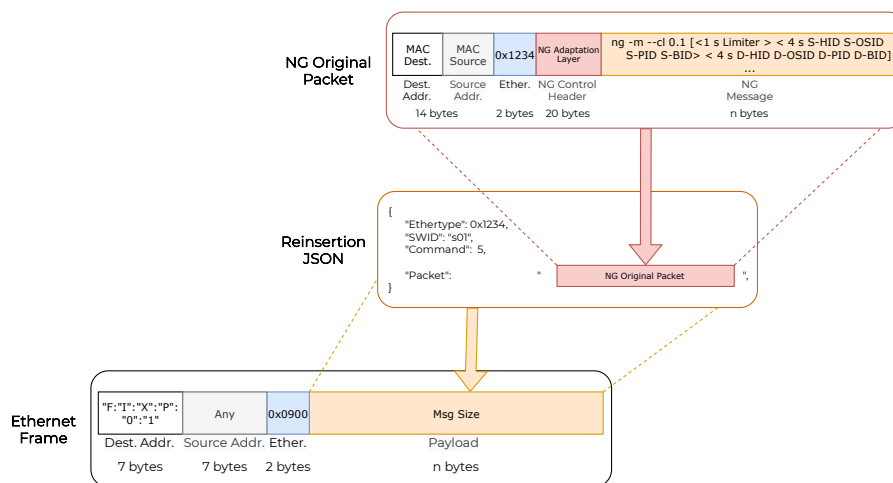 NG Original
Packet
MAC
Dest.
MAC
Source
0x1234
NG Adaptation
Layer
ng -m --cl 0.1 [<1 s Limiter > < 4 s S-HID S-OSID
S-PID S-BID> < 4 s D-HID D-OSID D-PID D-BID]
...
Dest.
Addr.
Source
Addr.
Ether.
NG Control
Header
NG
Message
14 bytes
2 bytes
20 bytes
n bytes
Reinsertion
JSON
{
"Ethertype": 0x1234,
"SWID": "s01",
"Command": 5,
"Packet": " NG Original Packet ",
}
Ethernet
Frame
"F:"I":"X":"P":
"0":"1"
Any
0x0900
Msg Size
Dest. Addr.
Source Addr.
Ether.
Payload
7 bytes
7 bytes
2 bytes
n bytes